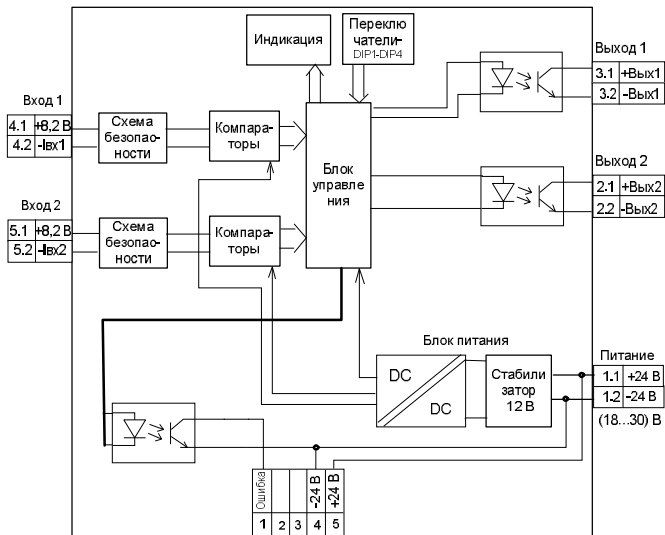 Индикация
Переклю
чатели-
DIP1-DIP4
Выход 1
3.1 +Вых1
3.2 -Вых1
Вход 1
4.1 +8,2 В
4.2 -Iвх1
Схема
безопас-
ности
Компара-
торы
Блок
управле
ния
Выход 2
2.1 +Вых2
2.2 -Вых2
Вход 2
5.1 +8,2 В
5.2 -Iвх2
Схема
безопас-
ности
Компара-
торы
Блок питания
DC
DC
Стабили
затор
12 В
Питание
1.1 +24 В
1.2 -24 В
(18...30) В
Ошибка
-24 В
+24 В
1 2 3 4 5